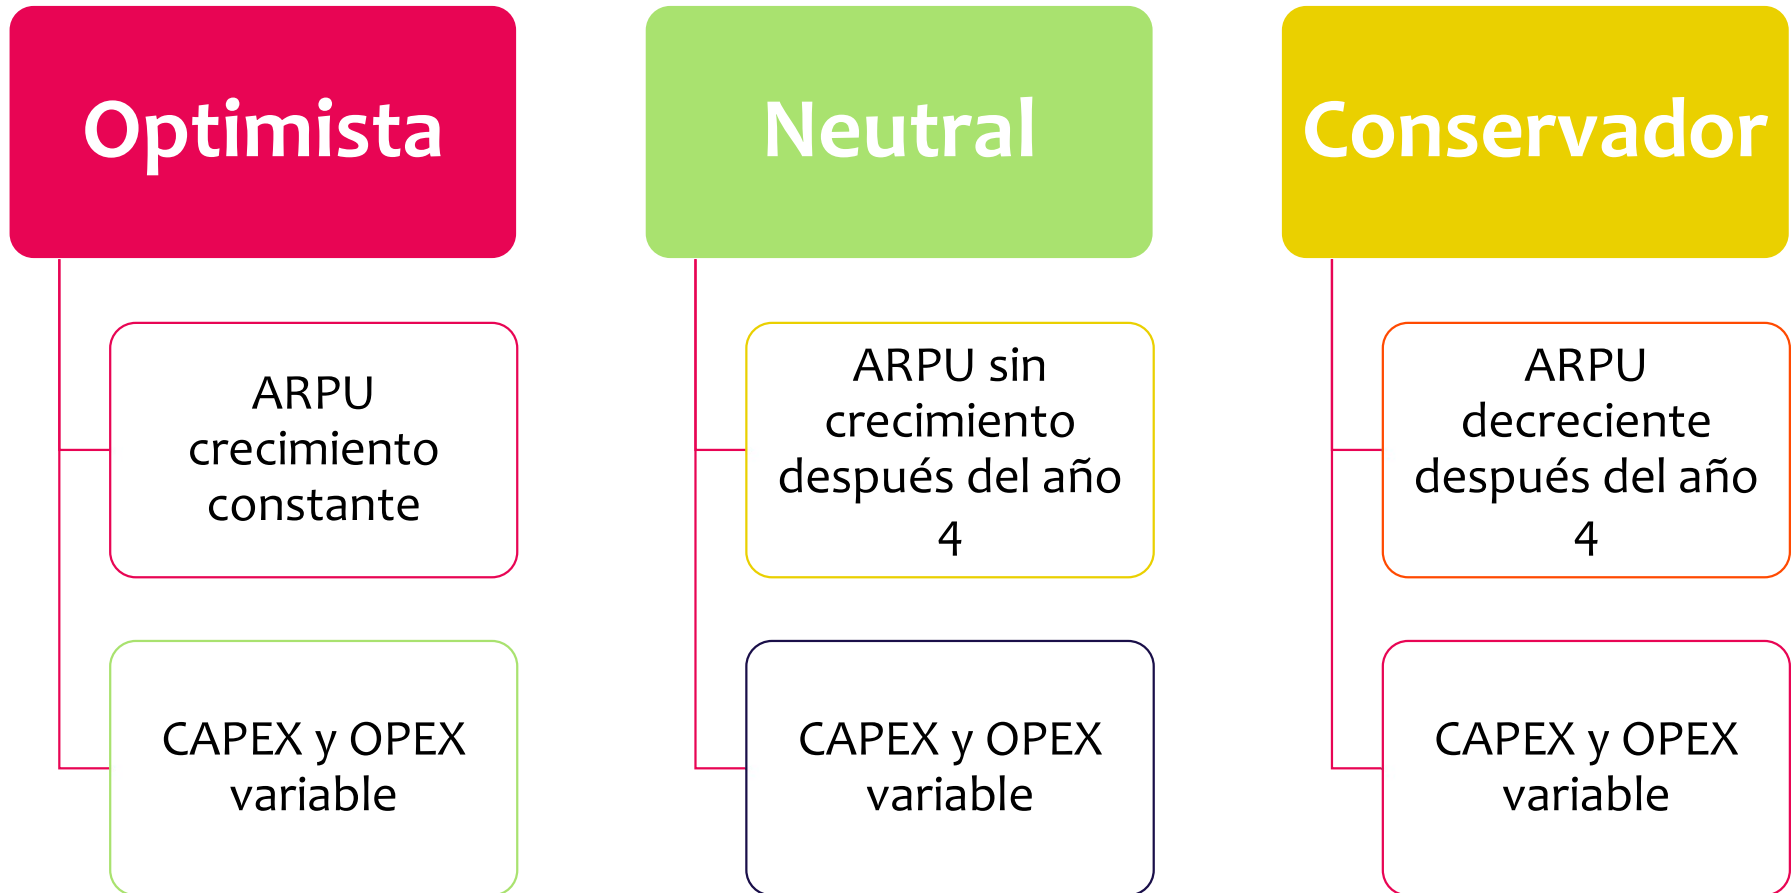 Optimista
ARPU
crecimiento
constante
CAPEX y OPEX
variable
Neutral
ARPU sin
crecimiento
después del año
4
CAPEX y OPEX
variable
Conservador
ARPU
decreciente
después del año
4
CAPEX y OPEX
variable